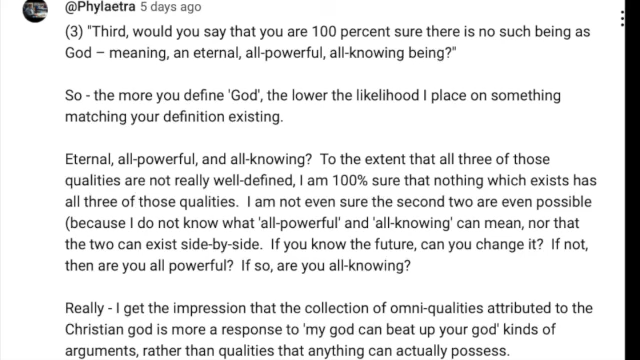 @Phylaetra 5 days ago
(3) "Third, would you say that you are 100 percent sure there is no such being as
God – meaning, an eternal, all-powerful, all-knowing being?"
So - the more you define 'God', the lower the likelihood I place on something
matching your definition existing.
Eternal, all-powerful, and all-knowing?  To the extent that all three of those
qualities are not really well-defined, I am 100% sure that nothing which exists has
all three of those qualities.  I am not even sure the second two are even possible
(because I do not know what 'all-powerful' and 'all-knowing' can mean, nor that
the two can exist side-by-side.  If you know the future, can you change it?  If not,
then are you all powerful?  If so, are you all-knowing?
Really - I get the impression that the collection of omni-qualities attributed to the
Christian god is more a response to 'my god can beat up your god' kinds of
arguments, rather than qualities that anything can actually possess.